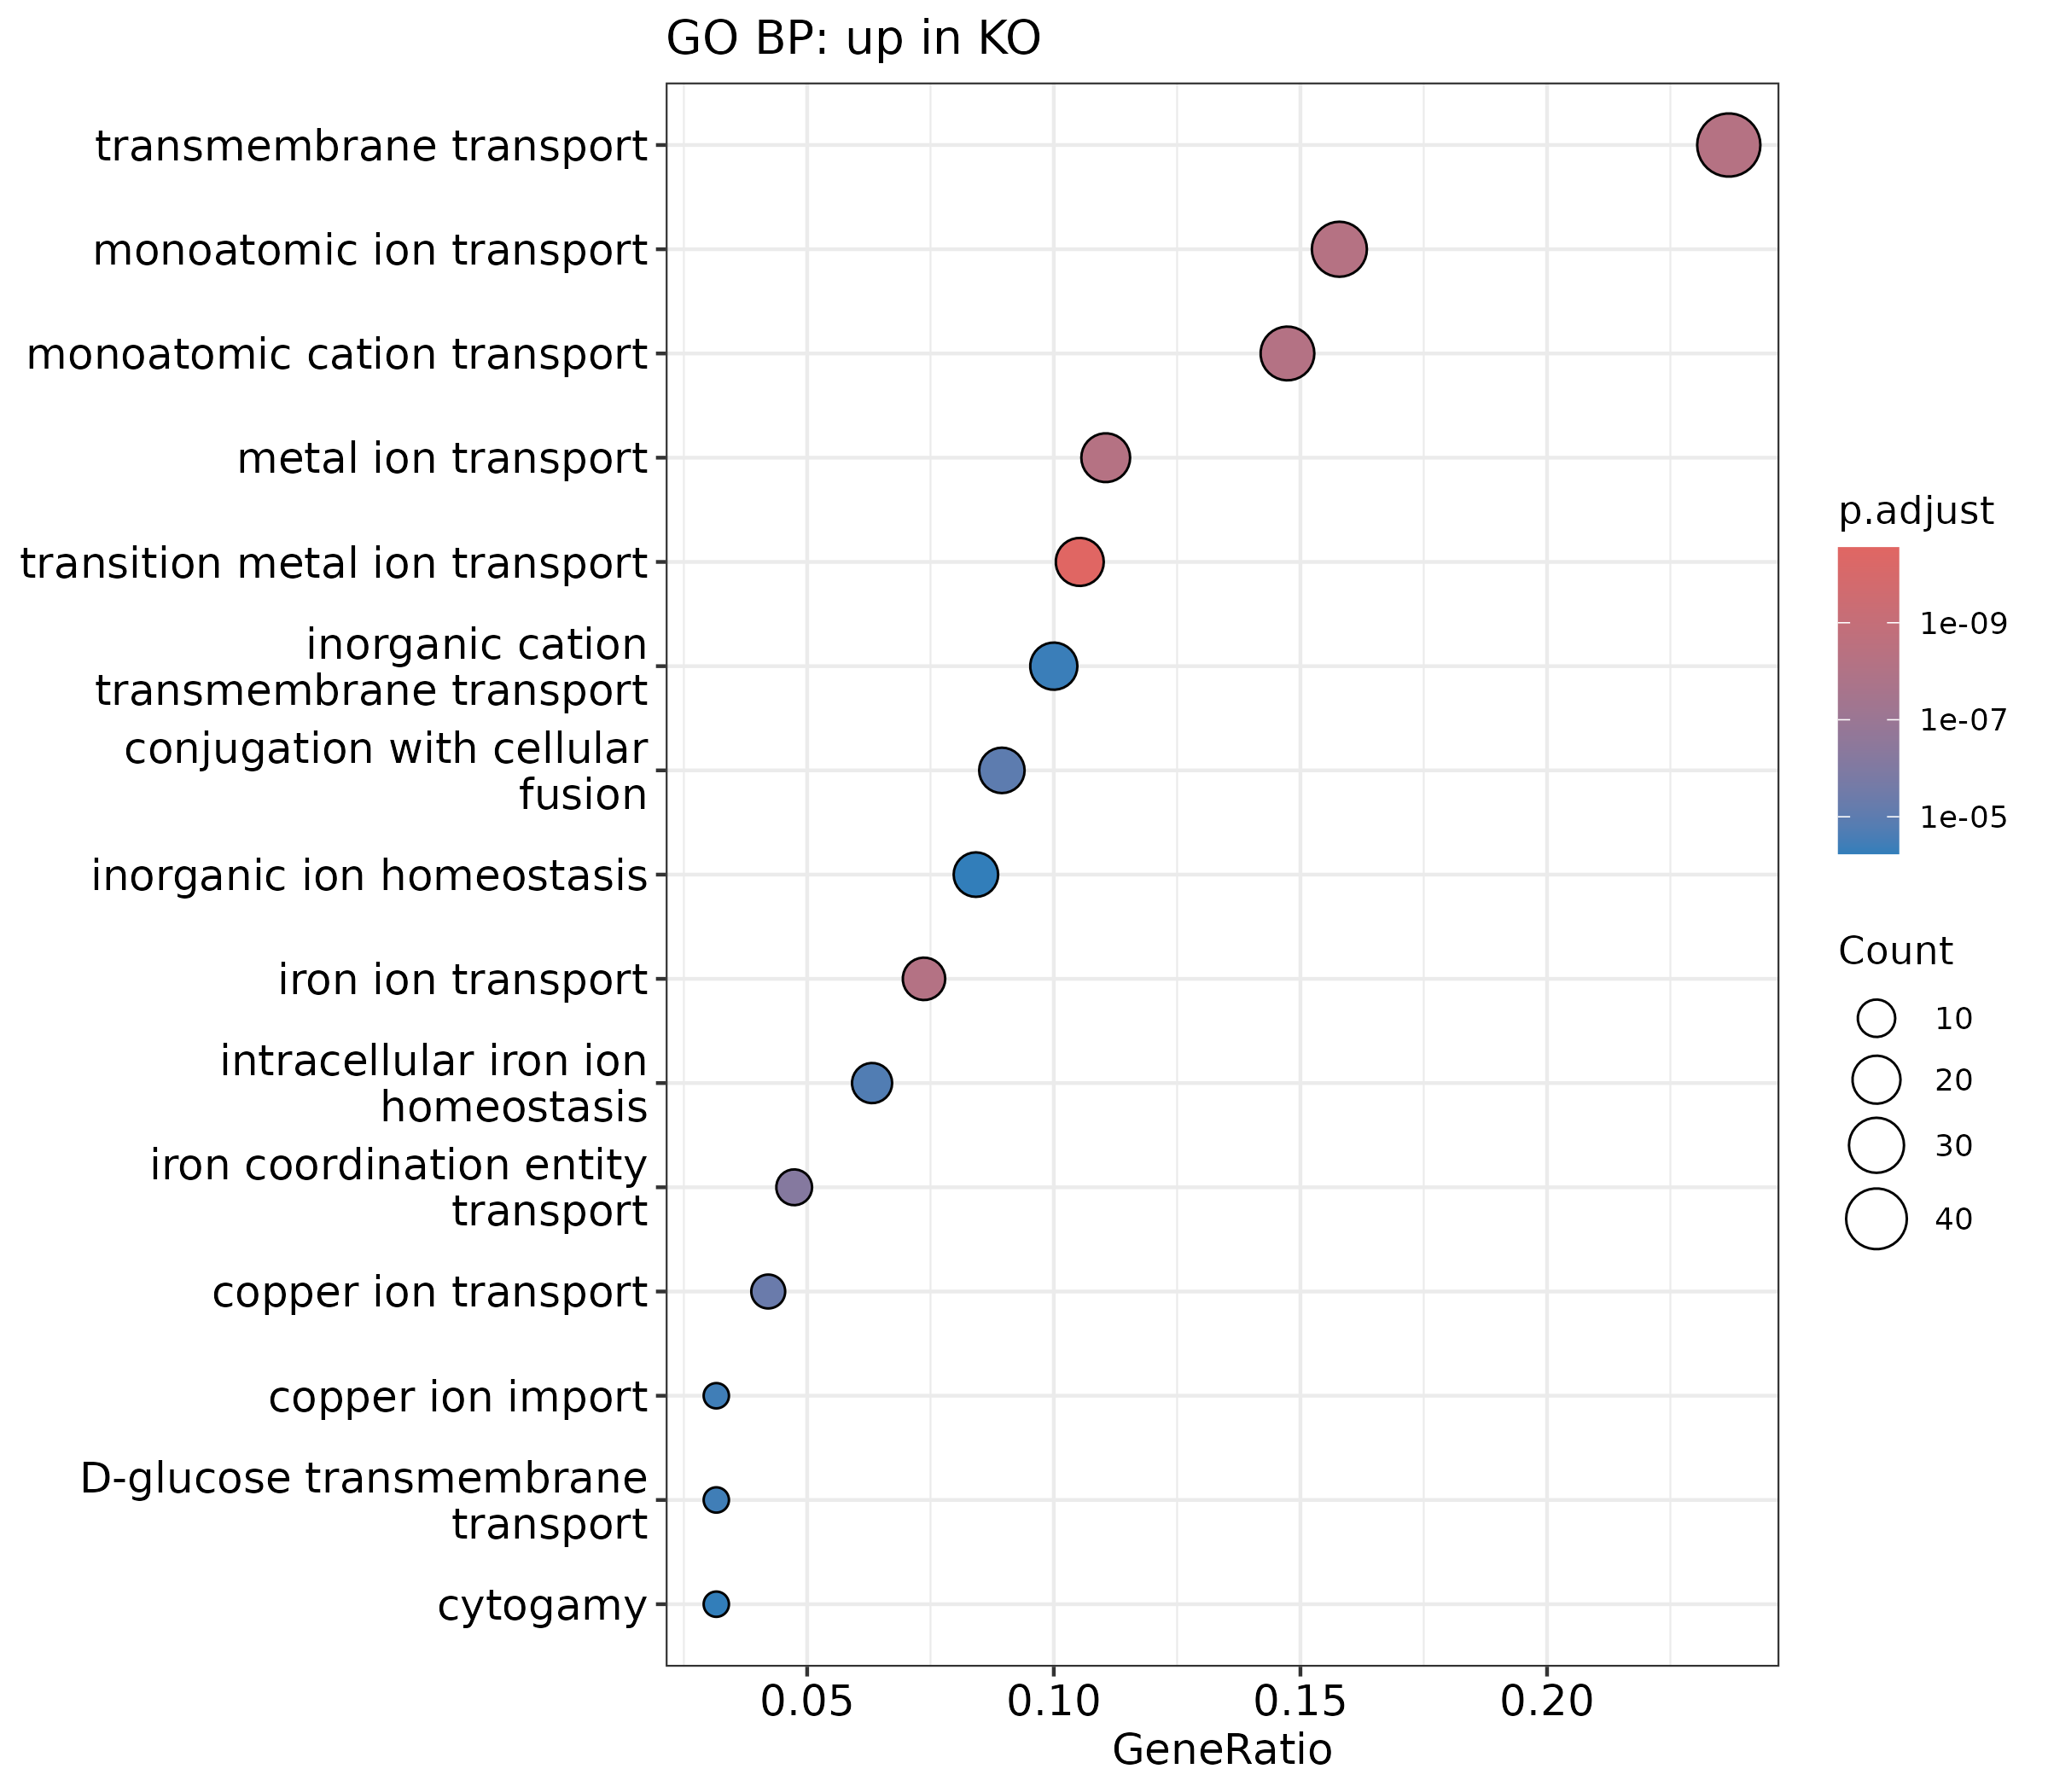 GO BP: up in KO
transmembrane transport
monoatomic ion transport
monoatomic cation transport
metal ion transport
transition metal ion transport
inorganic cation
transmembrane transport
conjugation with cellular
fusion
inorganic ion homeostasis
iron ion transport
intracellular iron ion
homeostasis
iron coordination entity
transport
copper ion transport
copper ion import
D-glucose transmembrane
transport
cytogamy
0.05 0.10 0.15 0.20
GeneRatio
p.adjust
1e-09
1e-07
1e-05
Count
10
20
30
40